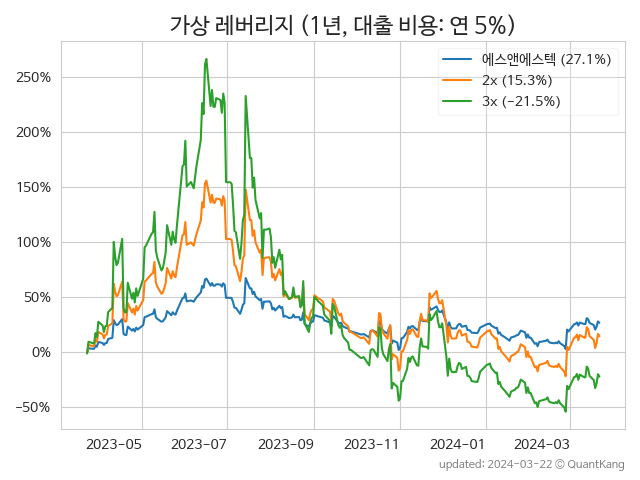 가상 레버리지 (1년, 대출 비용: 연 5%)
에스앤에스텍 (27.1%)
2x (15.3%)
3x (−21.5%)
250%
200%
150%
100%
50%
0%
−50%
2023-05
2023-07
2023-09
2023-11
2024-01
2024-03
updated: 2024-03-22 © QuantKang